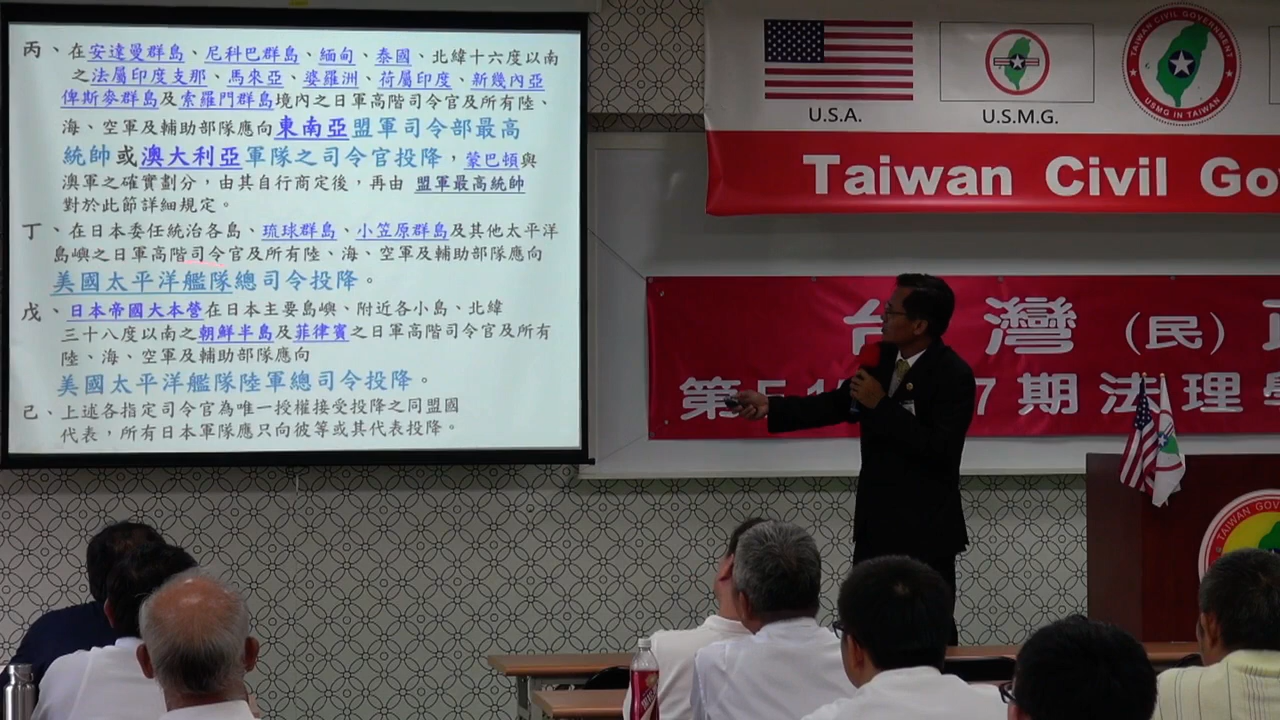 丙、在安達曼群島、尼科巴群島、緬甸、泰國、北緯十六度以南
之法屬印度支那、馬來亞、婆羅洲、荷屬印度、新幾內亞
俾斯麥群島及索羅門群島境內之日軍高階司令官及所有陸、
海、空軍及輔助部隊應向東南亞盟軍司令部最高
統帥或澳大利亞軍隊之司令官投降，蒙巴頓與
澳軍之確實劃分，由其自行商定後，再由 盟軍最高統帥
對於此節詳細規定。
丁、在日本委任統治各島、琉球群島、小笠原群島及其他太平洋
島嶼之日軍高階司令官及所有陸、海、空軍及輔助部隊應向
美國太平洋艦隊總司令投降。
戊、日本帝國大本營在日本主要島嶼、附近各小島、北緯
三十八度以南之朝鮮半島及菲律賓之日軍高階司令官及所有
陸、海、空軍及輔助部隊應向
美國太平洋艦隊陸軍總司令投降。
己、上述各指定司令官為唯一授權接受投降之同盟國
代表，所有日本軍隊應只向彼等或其代表投降。
U.S.A.
U.S.M.G.
TAIWAN CIVIL GOVERNMENT
USMG IN TAIWAN
Taiwan Civil Go
台灣(民)
第 7期法理學
TAIWAN GOV